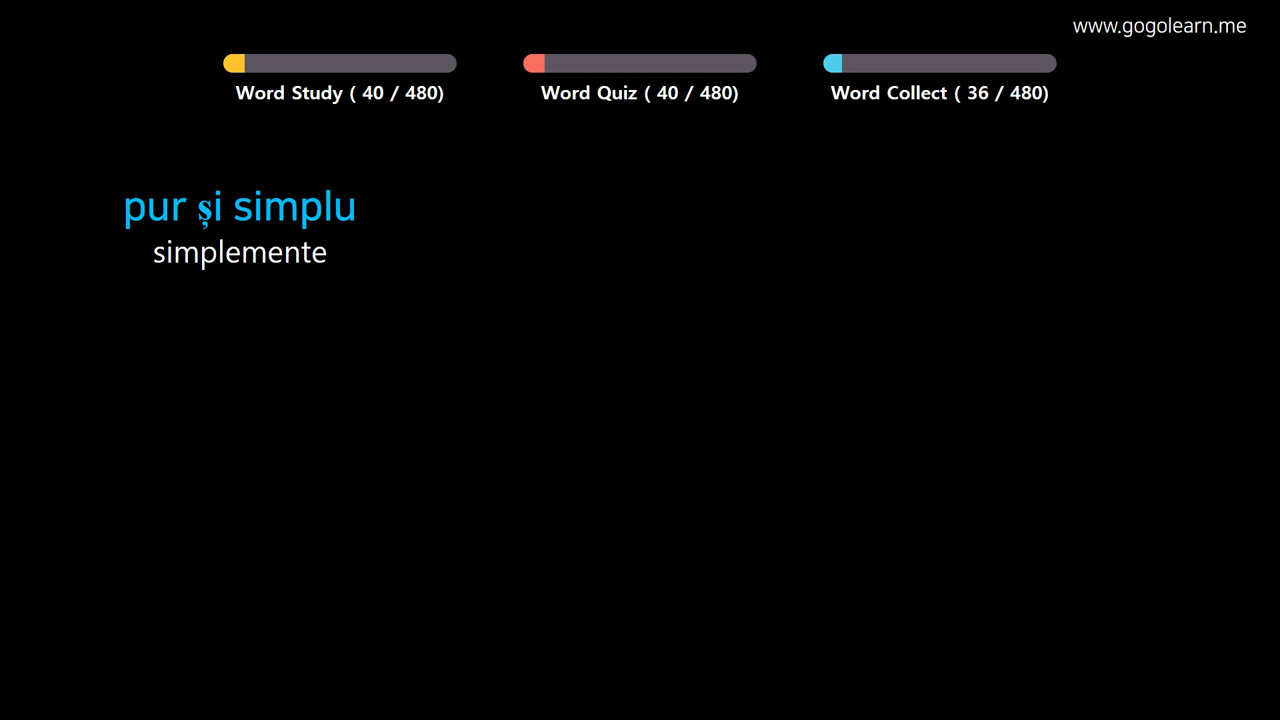 www.gogolearn.me
Word Study ( 40 / 480)
Word Quiz ( 40 / 480)
Word Collect ( 36 / 480)
pur și simplu
simplemente